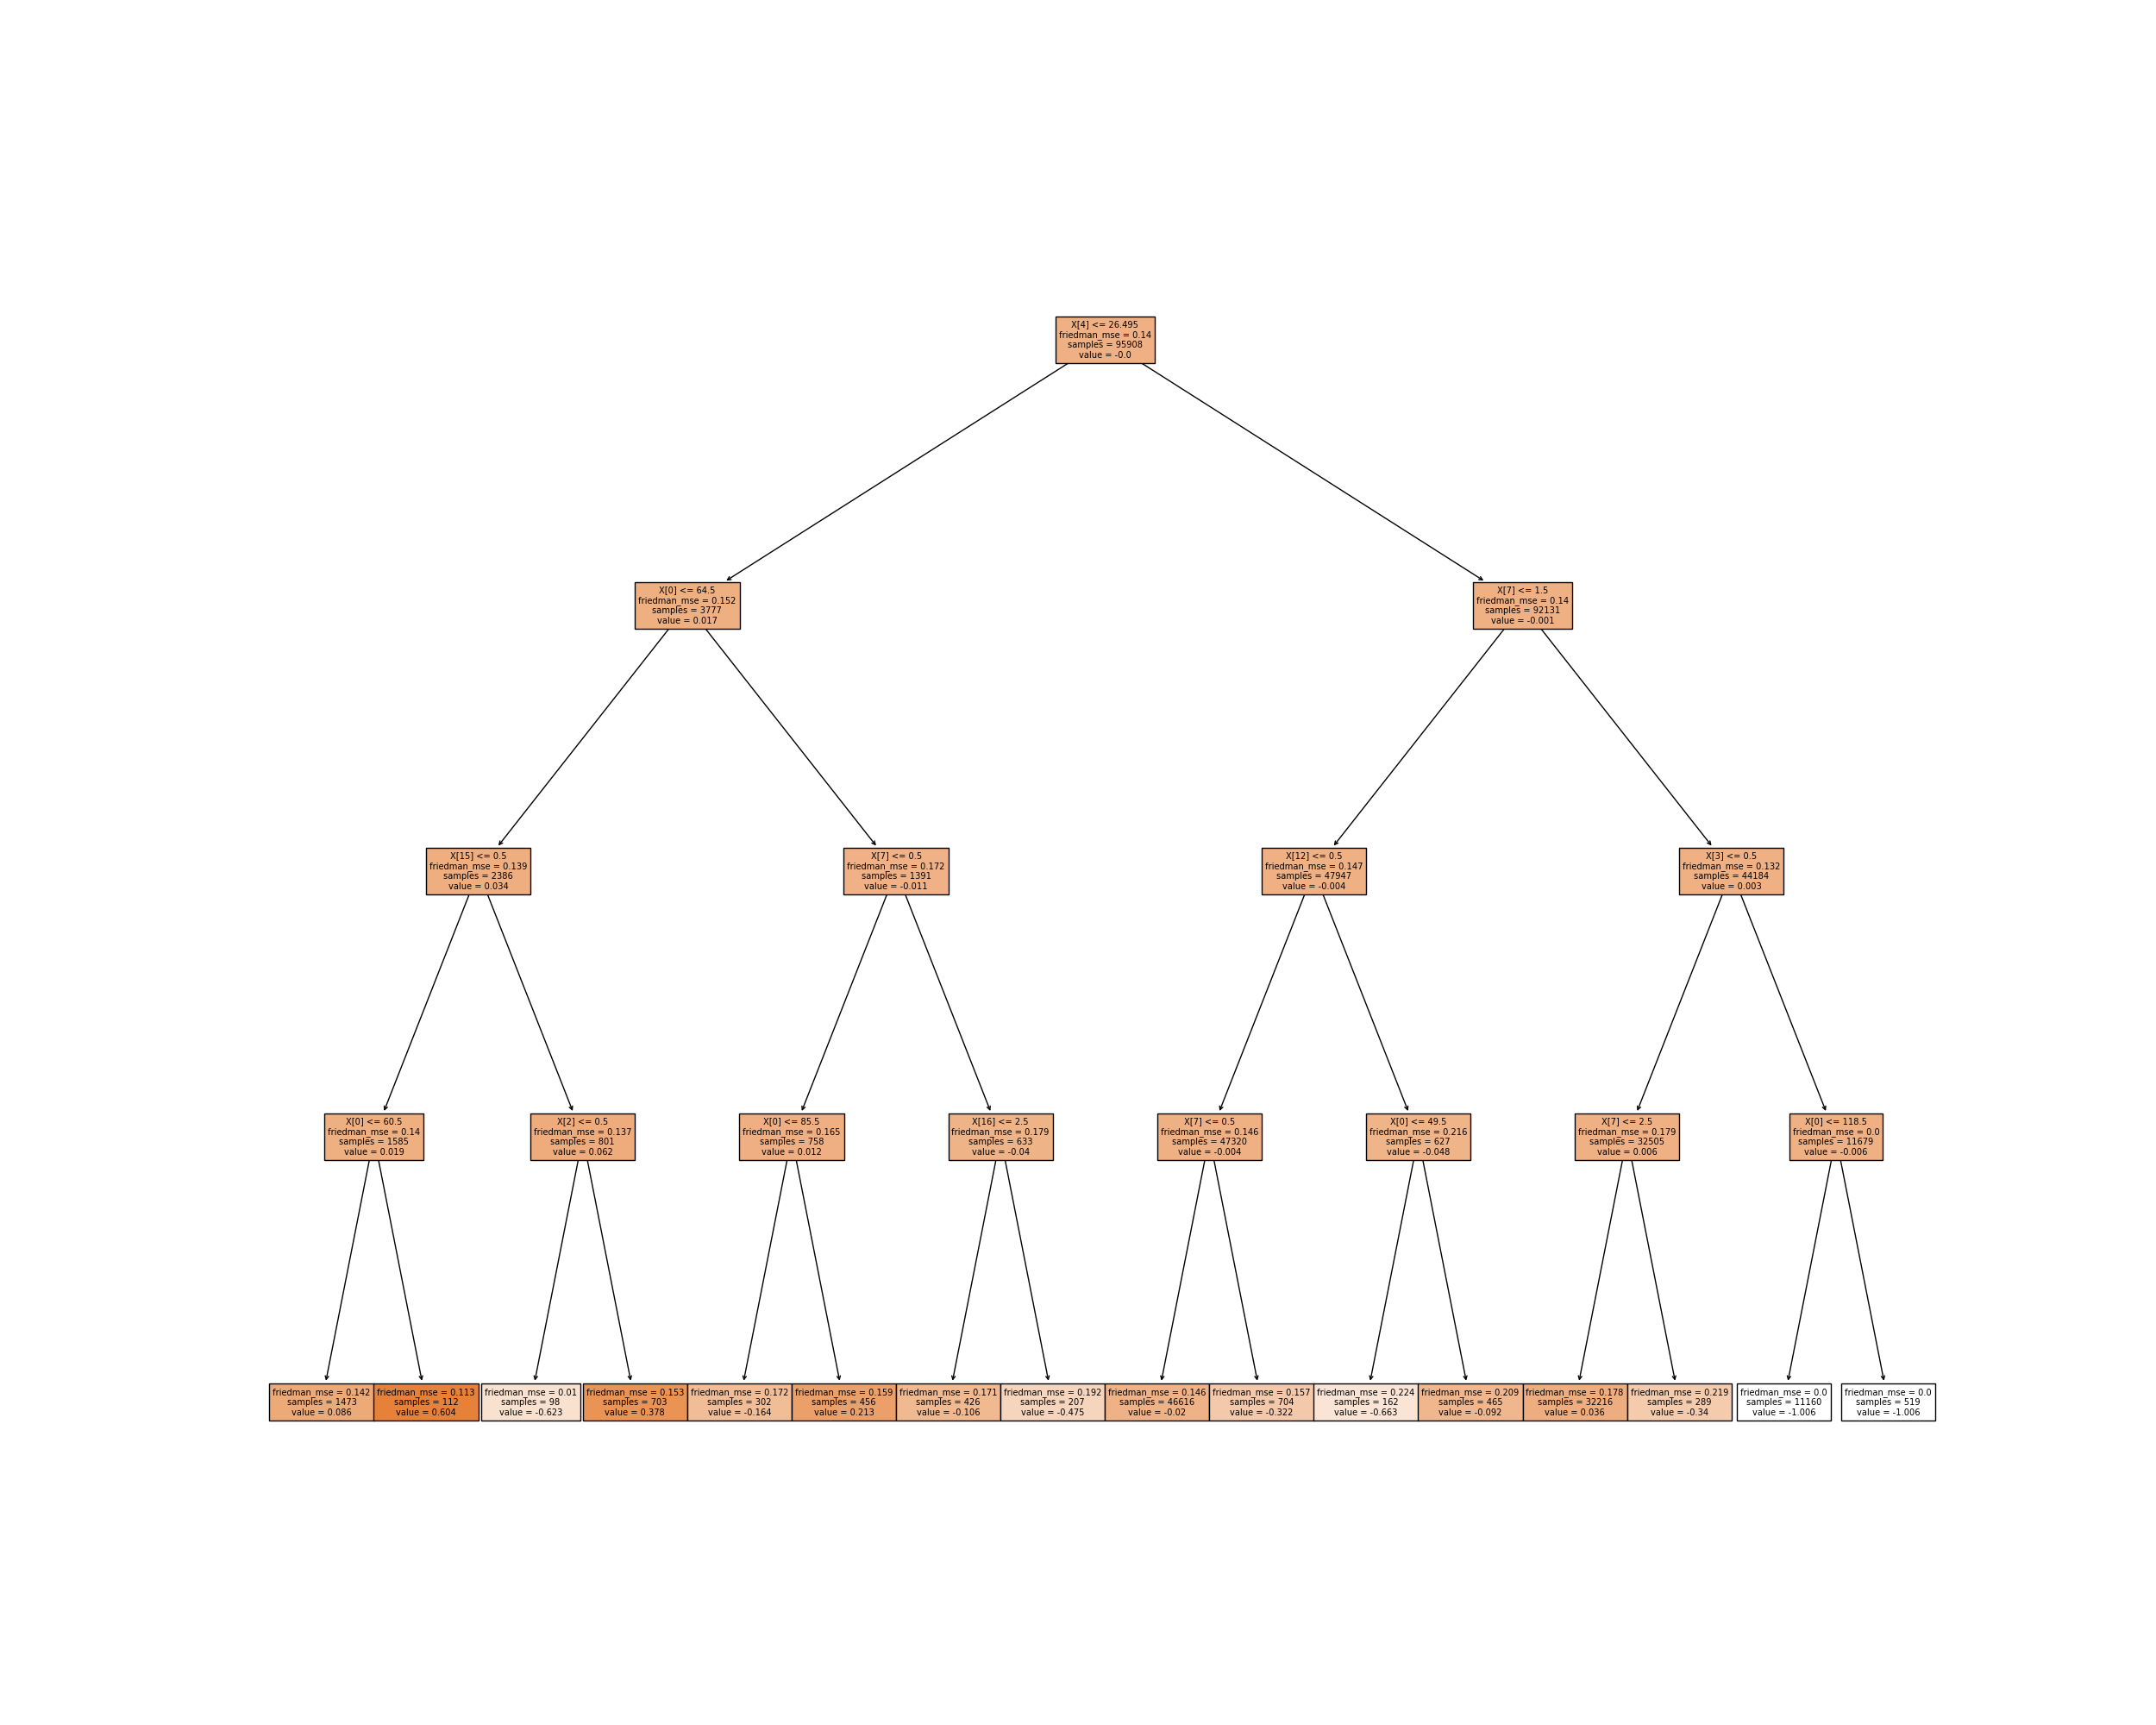 X[4] <= 26.495
friedman_mse = 0.14
samples = 95908
value = -0.0
X[0] <= 64.5
friedman_mse = 0.152
samples = 3777
value = 0.017
X[7] <= 1.5
friedman_mse = 0.14
samples = 92131
value = -0.001
X[15] <= 0.5
friedman_mse = 0.139
samples = 2386
value = 0.034
X[7] <= 0.5
friedman_mse = 0.172
samples = 1391
value = -0.011
X[12] <= 0.5
friedman_mse = 0.147
samples = 47947
value = -0.004
X[3] <= 0.5
friedman_mse = 0.132
samples = 44184
value = 0.003
X[0] <= 60.5
friedman_mse = 0.14
samples = 1585
value = 0.019
X[2] <= 0.5
friedman_mse = 0.137
samples = 801
value = 0.062
X[0] <= 85.5
friedman_mse = 0.165
samples = 758
value = 0.012
X[16] <= 2.5
friedman_mse = 0.179
samples = 633
value = -0.04
X[7] <= 0.5
friedman_mse = 0.146
samples = 47320
value = -0.004
X[0] <= 49.5
friedman_mse = 0.216
samples = 627
value = -0.048
X[7] <= 2.5
friedman_mse = 0.179
samples = 32505
value = 0.006
X[0] <= 118.5
friedman_mse = 0.0
samples = 11679
value = -0.006
friedman_mse = 0.142
samples = 1473
value = 0.086
friedman_mse = 0.113
samples = 112
value = 0.604
friedman_mse = 0.01
samples = 98
value = -0.623
friedman_mse = 0.153
samples = 703
value = 0.378
friedman_mse = 0.172
samples = 302
value = -0.164
friedman_mse = 0.159
samples = 456
value = 0.213
friedman_mse = 0.171
samples = 426
value = -0.106
friedman_mse = 0.192
samples = 207
value = -0.475
friedman_mse = 0.146
samples = 46616
value = -0.02
friedman_mse = 0.157
samples = 704
value = -0.322
friedman_mse = 0.224
samples = 162
value = -0.663
friedman_mse = 0.209
samples = 465
value = -0.092
friedman_mse = 0.178
samples = 32216
value = 0.036
friedman_mse = 0.219
samples = 289
value = -0.34
friedman_mse = 0.0
samples = 11160
value = -1.006
friedman_mse = 0.0
samples = 519
value = -1.006